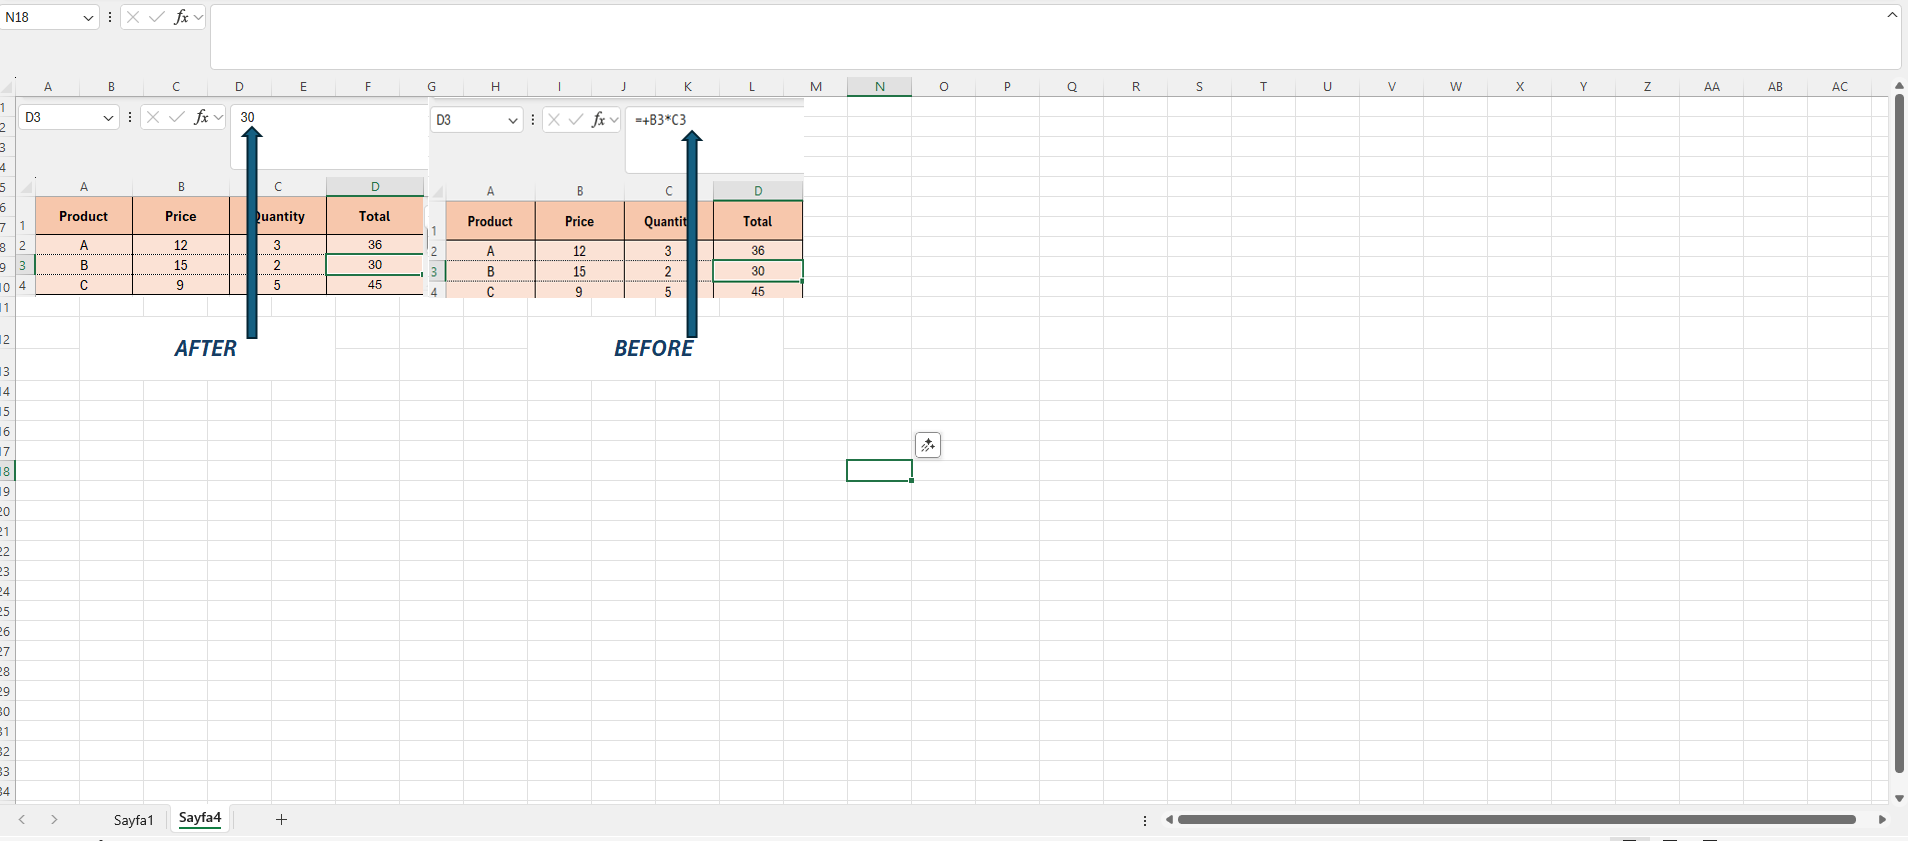 N18
fx
A B C D E F G H I J K L M N O P Q R S T U V W X Y Z AA AB AC
1
2
3
4
5
6
7
8
9
10
11
12
13
14
15
16
17
18
19
20
21
22
23
24
25
26
27
28
29
30
31
32
33
34
D3 fx 30
A B C D
1 Product Price Quantity Total
2 A 12 3 36
3 B 15 2 30
4 C 9 5 45
AFTER
D3 fx =+B3*C3
A B C D
1 Product Price Quantit Total
2 A 12 3 36
3 B 15 2 30
4 C 9 5 45
BEFORE
Sayfa1 Sayfa4 +